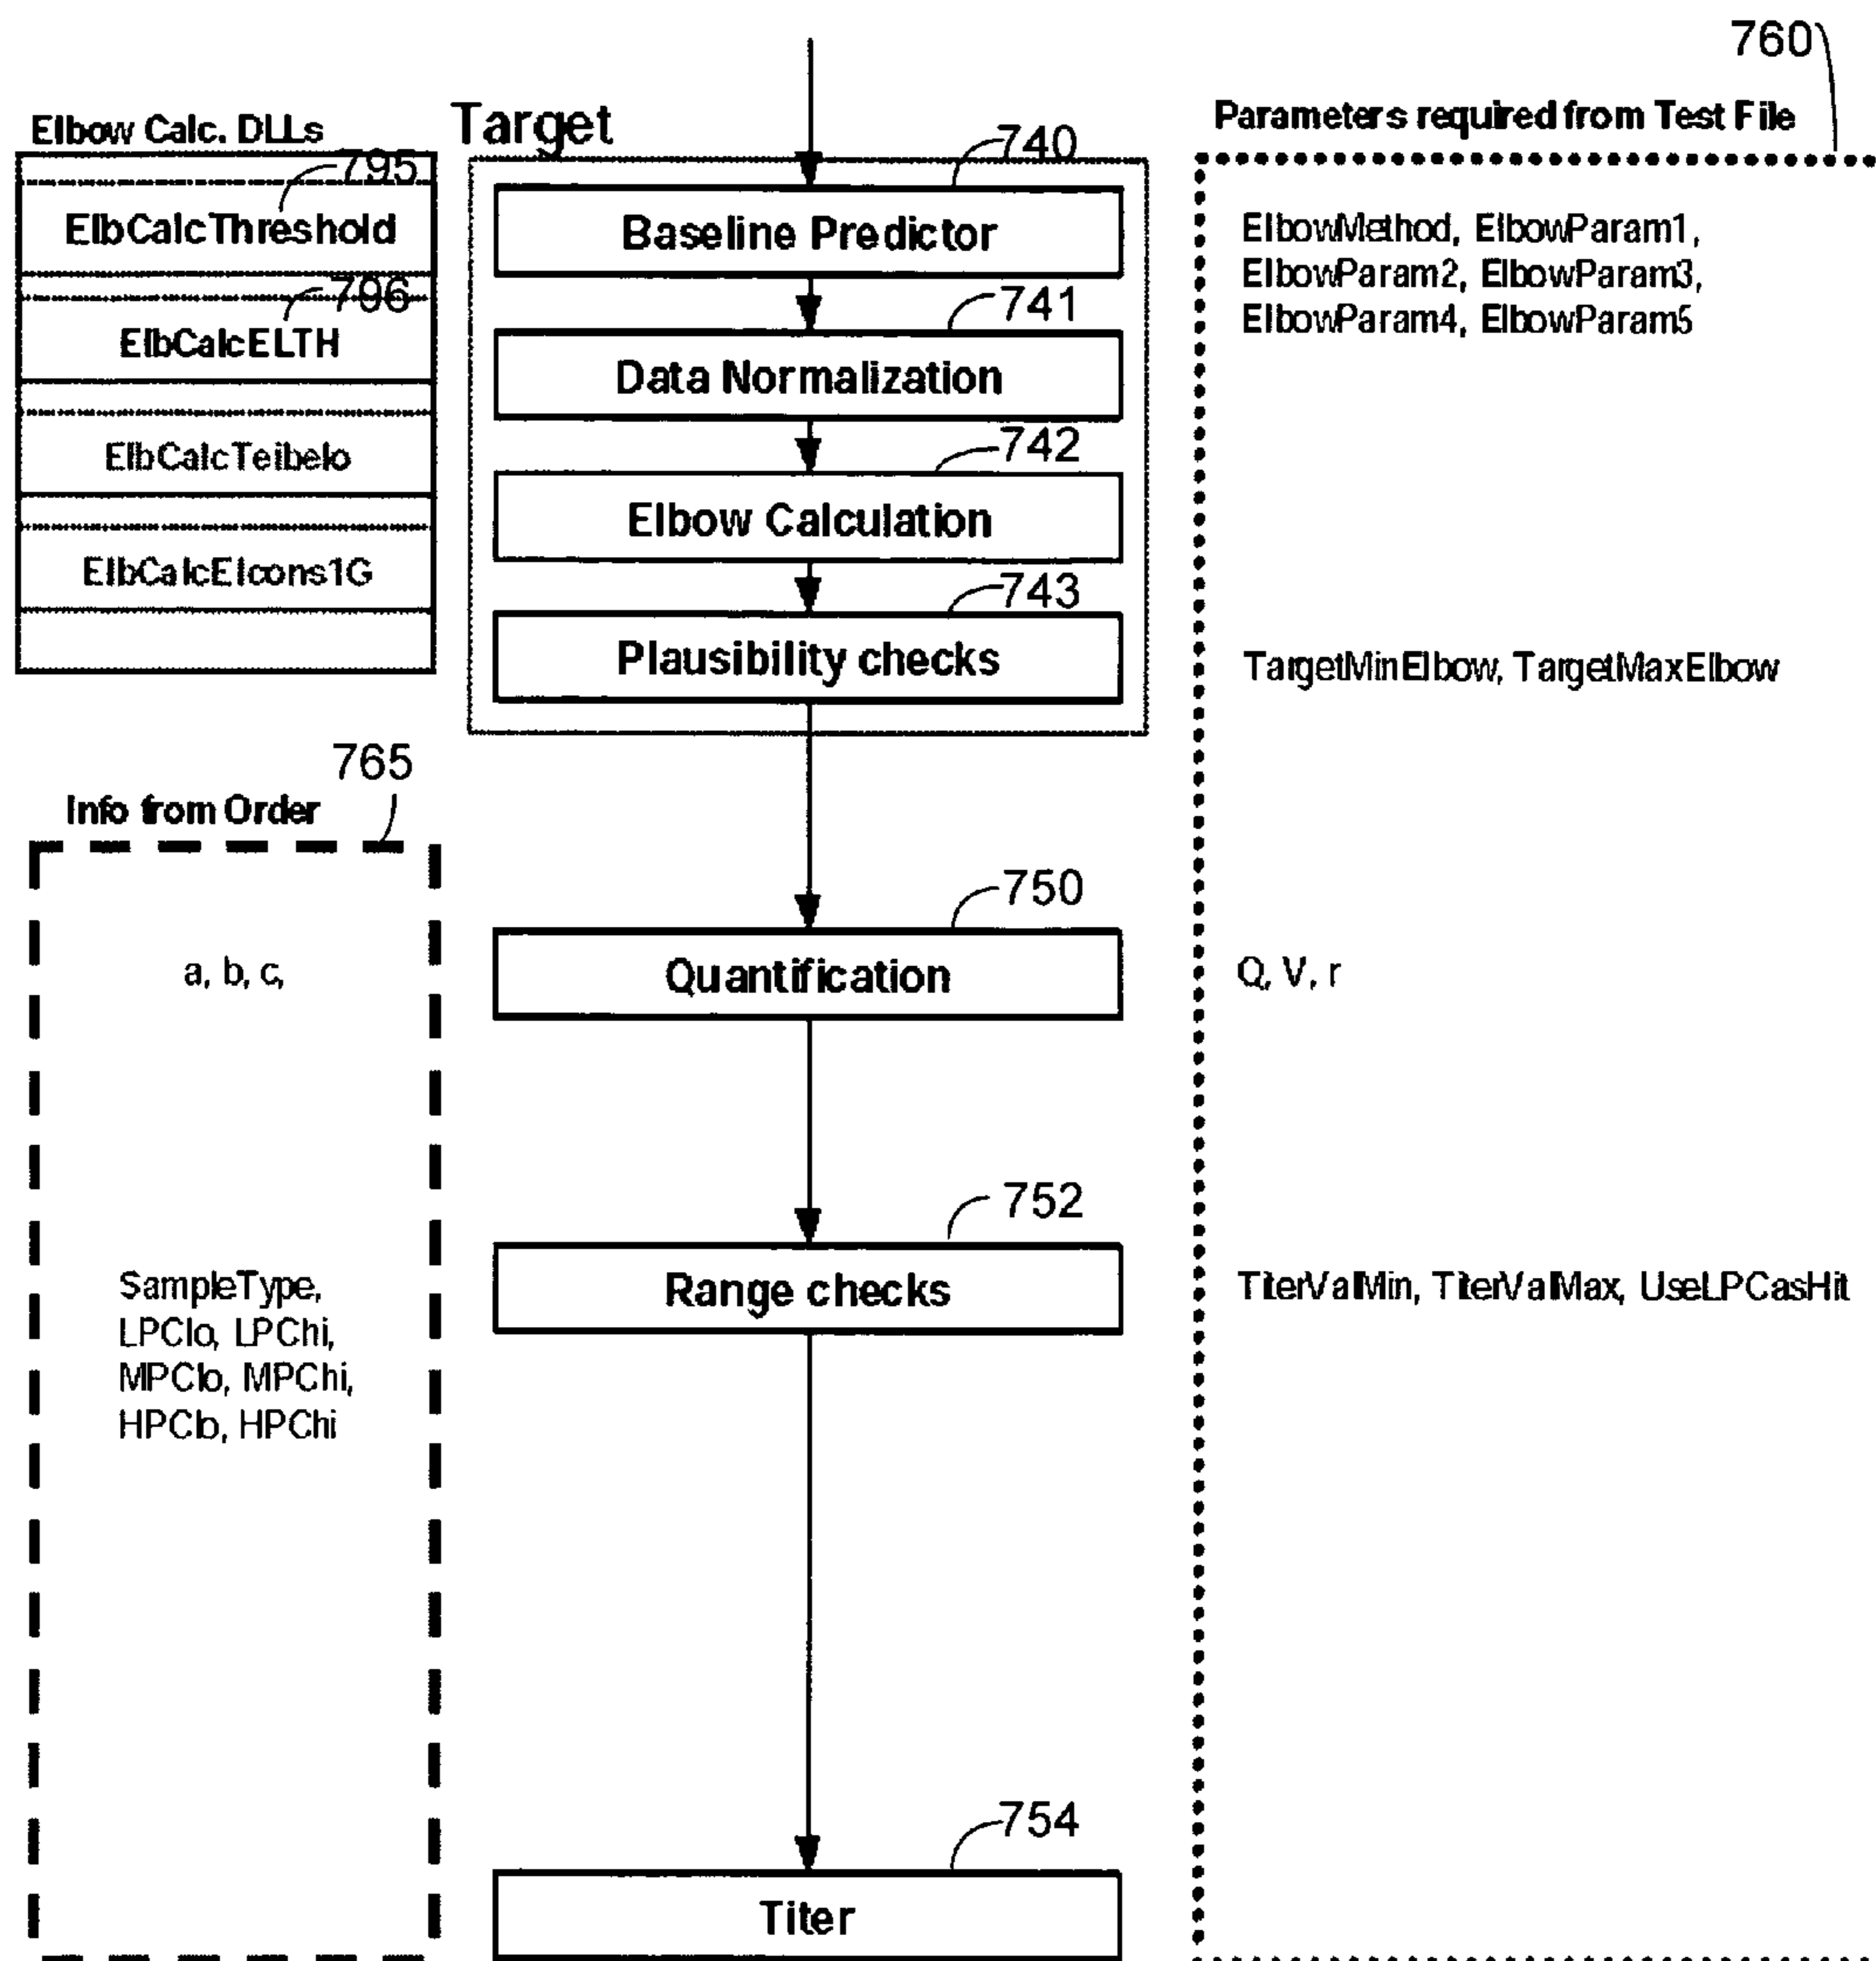 760
Elbow Calc. DLLs
Target
Parameters required from Test File
795
ElbCalcThreshold
796
ElbCalcELTH
ElbCalcTeibelo
ElbCalcElcons1G
740
Baseline Predictor
741
Data Normalization
742
Elbow Calculation
743
Plausibility checks
ElbowMethod, ElbowParam1,
ElbowParam2, ElbowParam3,
ElbowParam4, ElbowParam5
TargetMinElbow, TargetMaxElbow
765
Info from Order
750
a, b, c,
Quantification
Q, V, r
752
SampleType,
LPClo, LPChi,
MPClo, MPChi,
HPClo, HPChi
Range checks
TiterValMin, TiterValMax, UseLPCasHit
754
Titer